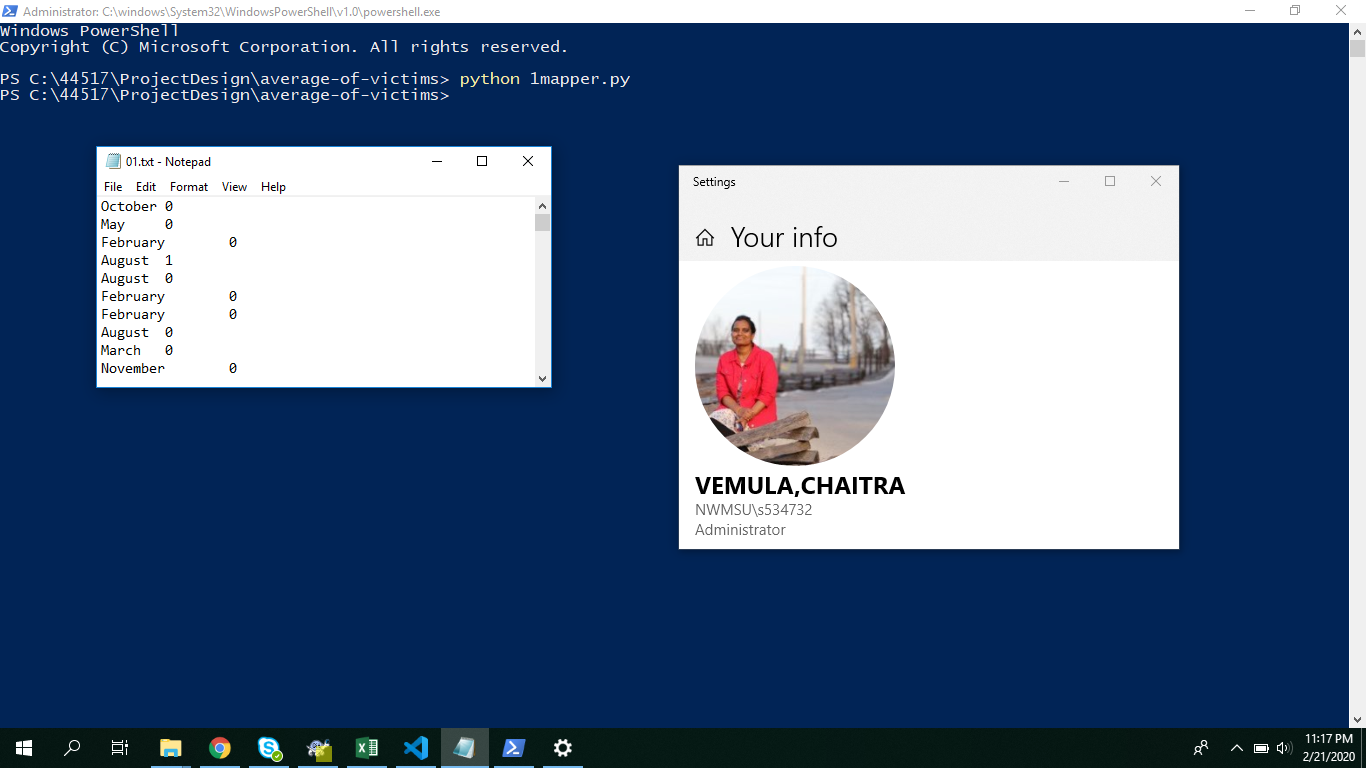 Administrator: C:\windows\System32\WindowsPowerShell\v1.0\powershell.exe
Windows PowerShell
Copyright (C) Microsoft Corporation. All rights reserved.
PS C:\44517\ProjectDesign\average-of-victims> python 1mapper.py
PS C:\44517\ProjectDesign\average-of-victims>
01.txt - Notepad
File Edit Format View Help
October 0
May 0
February 0
August 1
August 0
February 0
February 0
August 0
March 0
November 0
Settings
Your info
VEMULA,CHAITRA
NWMSU\s534732
Administrator
11:17 PM
2/21/2020